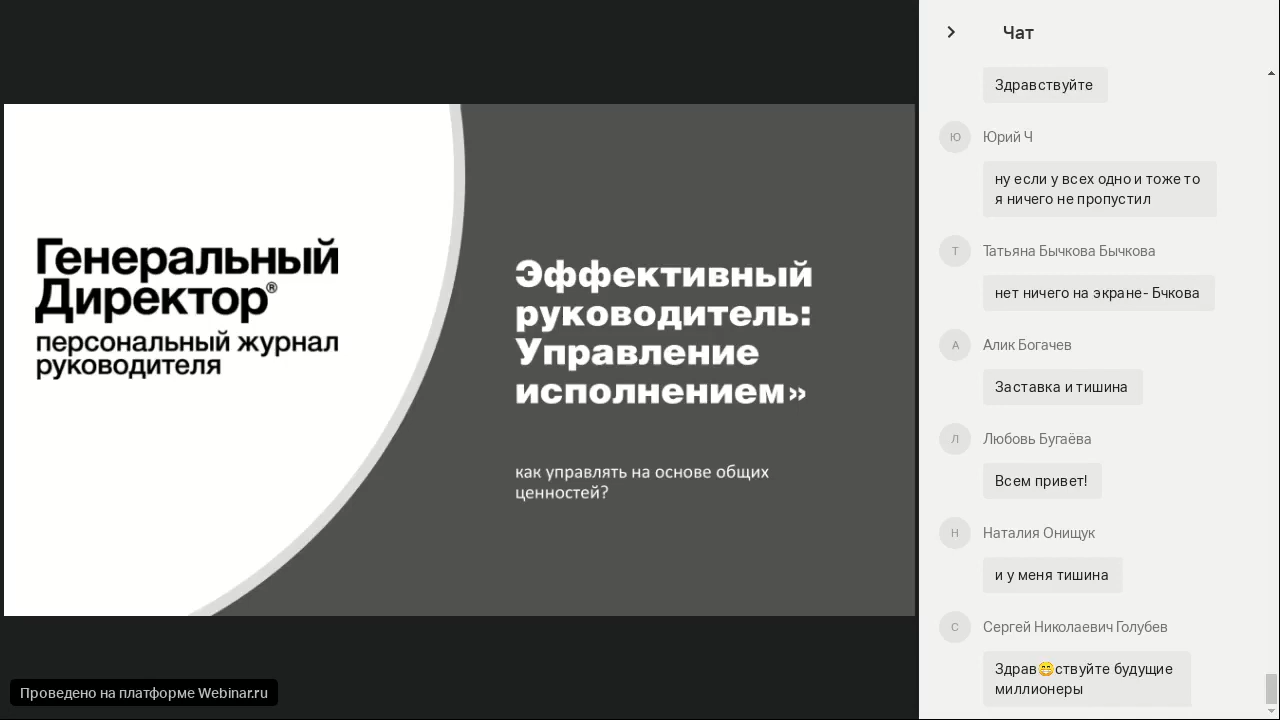 Генеральный
Директор®
персональный журнал
руководителя
Эффективный
руководитель:
Управление
исполнением»
как управлять на основе общих
ценностей?
Проведено на платформе Webinar.ru
Чат
Здравствуйте
Ю
Юрий Ч
ну если у всех одно и тоже то
я ничего не пропустил
Т
Татьяна Бычкова Бычкова
нет ничего на экране- Бчкова
А
Алик Богачев
Заставка и тишина
Л
Любовь Бугаёва
Всем привет!
Н
Наталия Онищук
и у меня тишина
С
Сергей Николаевич Голубев
Здрав😁ствуйте будущие
миллионеры